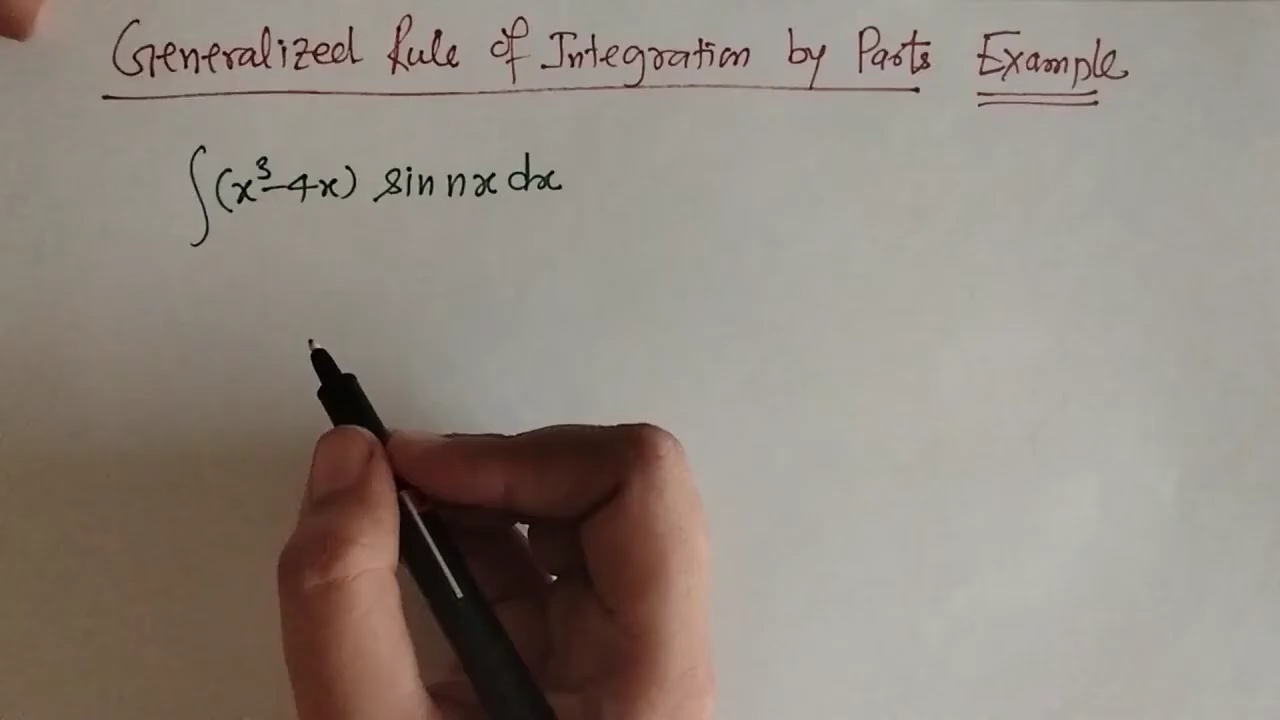 Generalized Rule of Integration by Parts Example
∫(x³-4x) sin nx dx